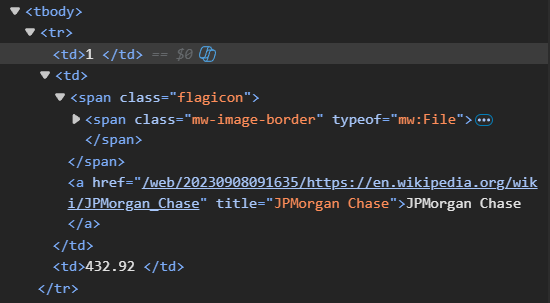 ▼<tbody>
▼<tr>
<td>1 </td> == $0
▼<td>
▼<span class="flagicon">
▶<span class="mw-image-border" typeof="mw:File">⋯
</span>
</span>
<a href="/web/20230908091635/https://en.wikipedia.org/wik
i/JPMorgan_Chase" title="JPMorgan Chase">JPMorgan Chase
</a>
</td>
<td>432.92 </td>
</tr>